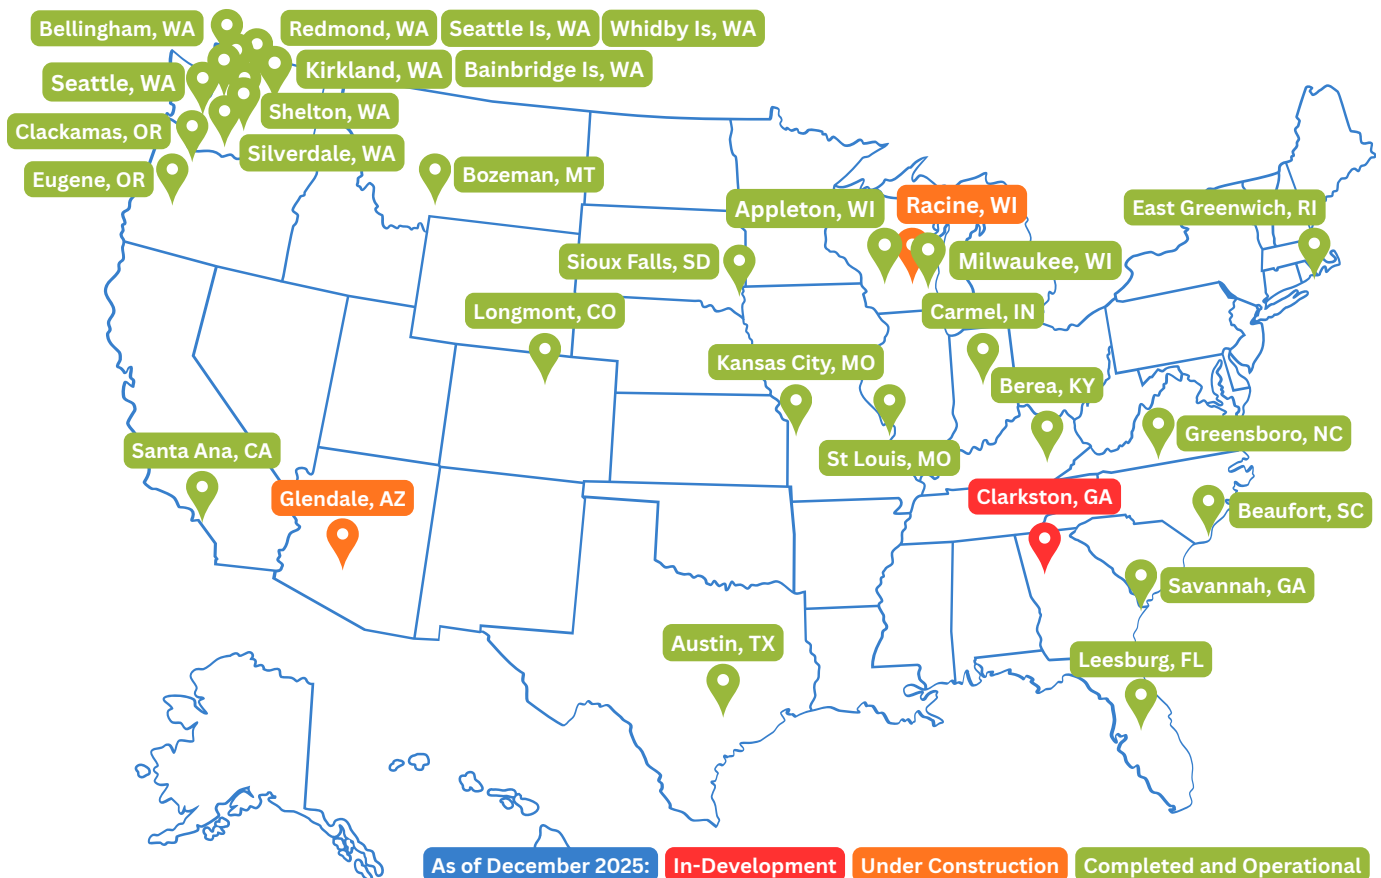 Bellingham, WA
Redmond, WA
Seattle Is, WA
Whidby Is, WA
Seattle, WA
Kirkland, WA
Bainbridge Is, WA
Shelton, WA
Clackamas, OR
Silverdale, WA
Eugene, OR
Bozeman, MT
Appleton, WI
Racine, WI
East Greenwich, RI
Sioux Falls, SD
Milwaukee, WI
Longmont, CO
Carmel, IN
Kansas City, MO
Berea, KY
Santa Ana, CA
St Louis, MO
Greensboro, NC
Glendale, AZ
Clarkston, GA
Beaufort, SC
Savannah, GA
Austin, TX
Leesburg, FL
As of December 2025:
In-Development
Under Construction
Completed and Operational